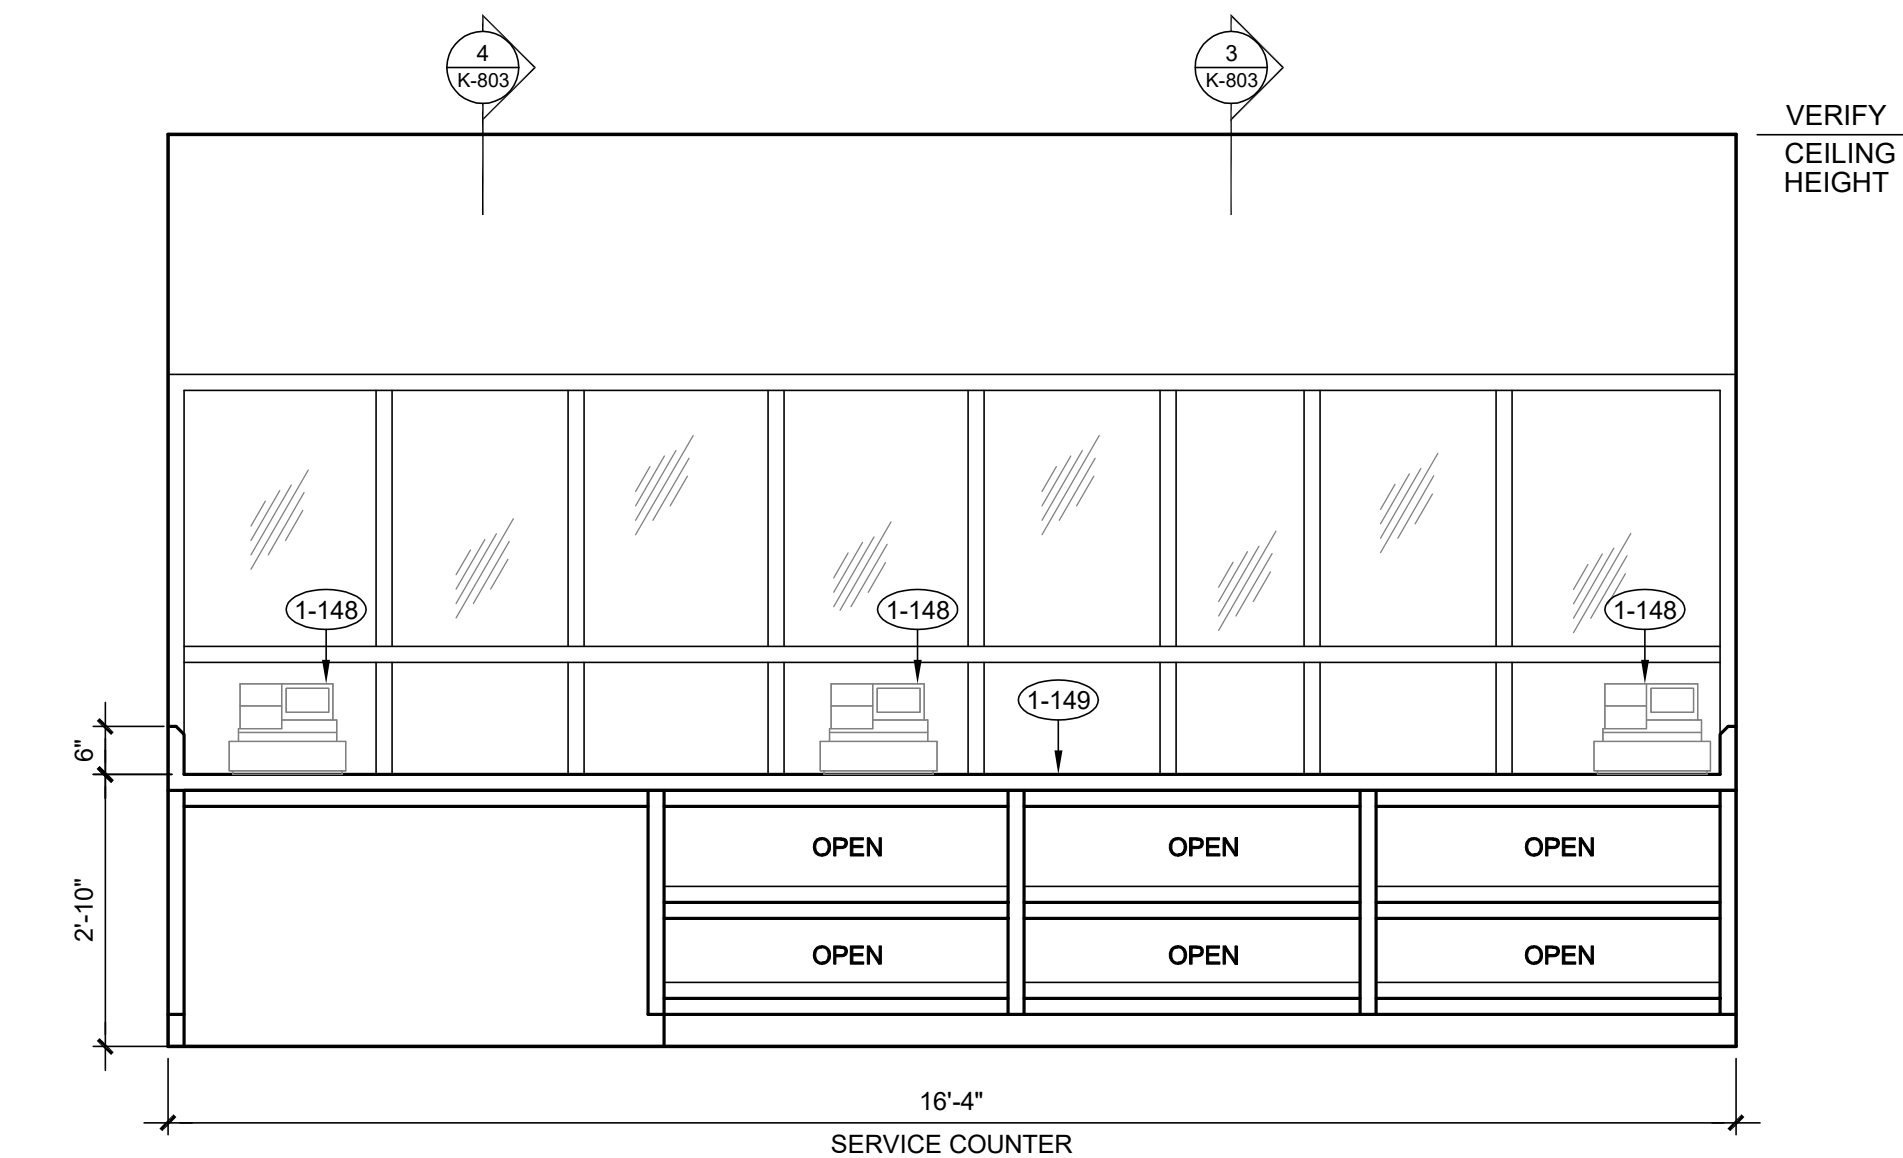 4
K-803
3
K-803
VERIFY
CEILING
HEIGHT
1-148
1-148
1-148
1-149
6"
2'-10"
OPEN
OPEN
OPEN
OPEN
OPEN
OPEN
16'-4"
SERVICE COUNTER